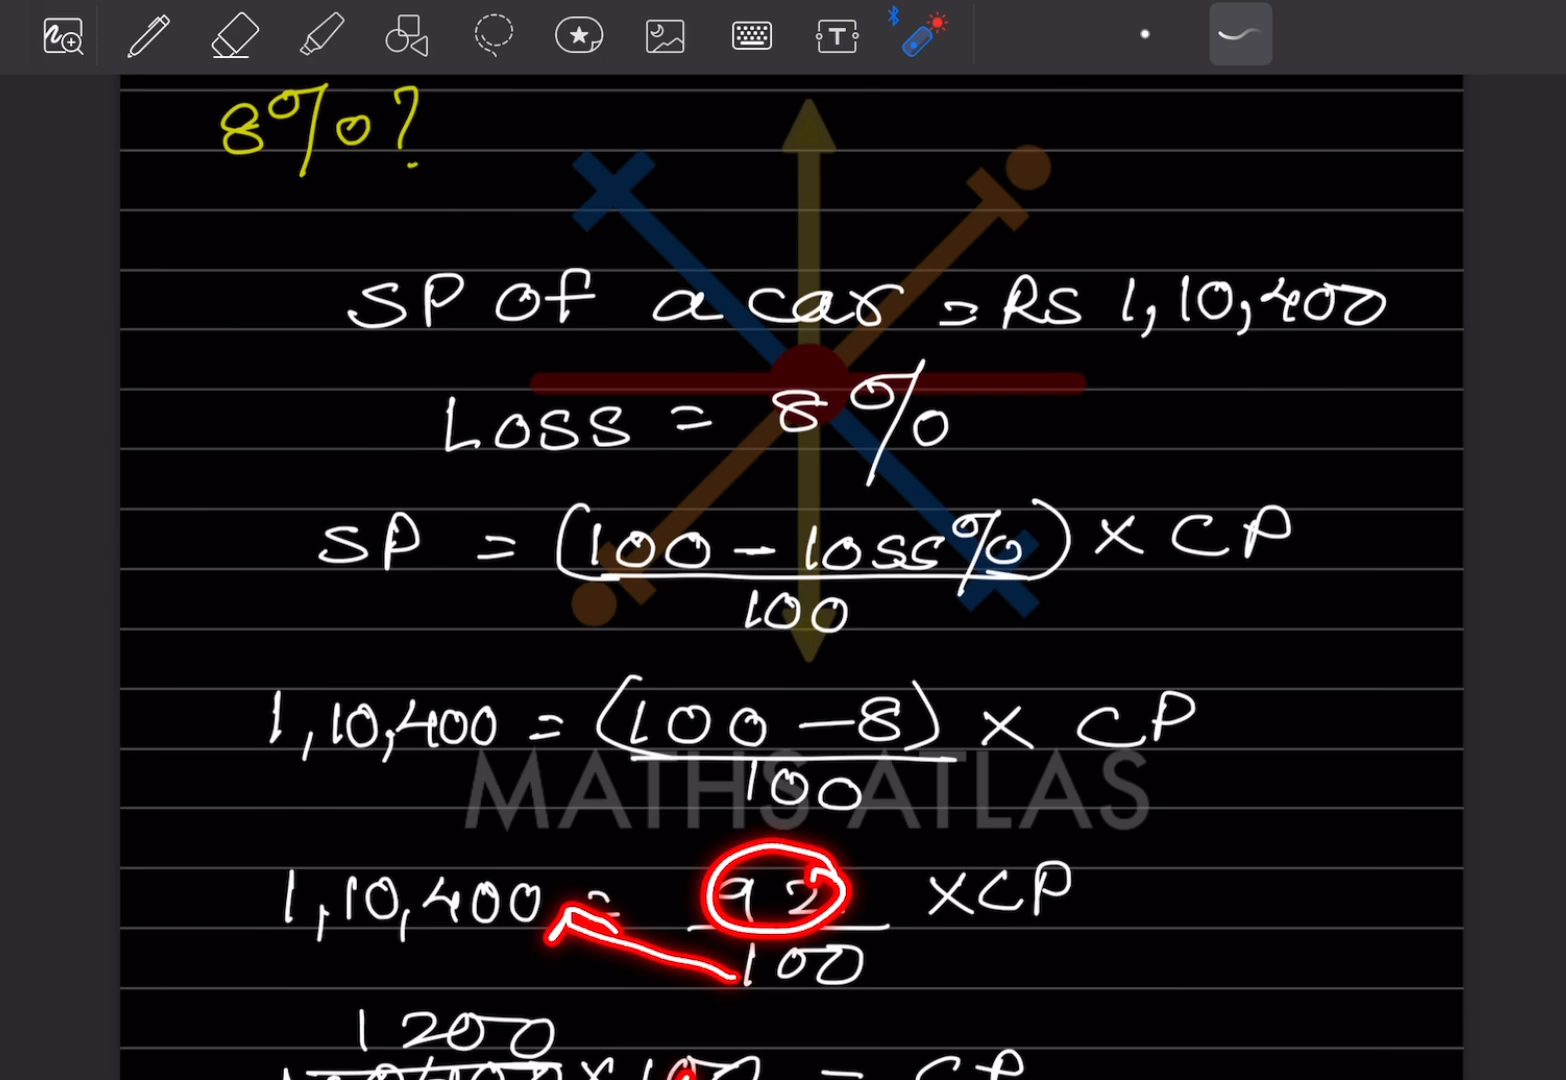 8%?
SP of a car = RS 1,10,400
Loss = 8%
SP = (100 - loss%) × CP
100
1,10,400 = (100 - 8) × CP
100
MATHS ATLAS
1,10,400 = 92 × CP
100
1200
= CP